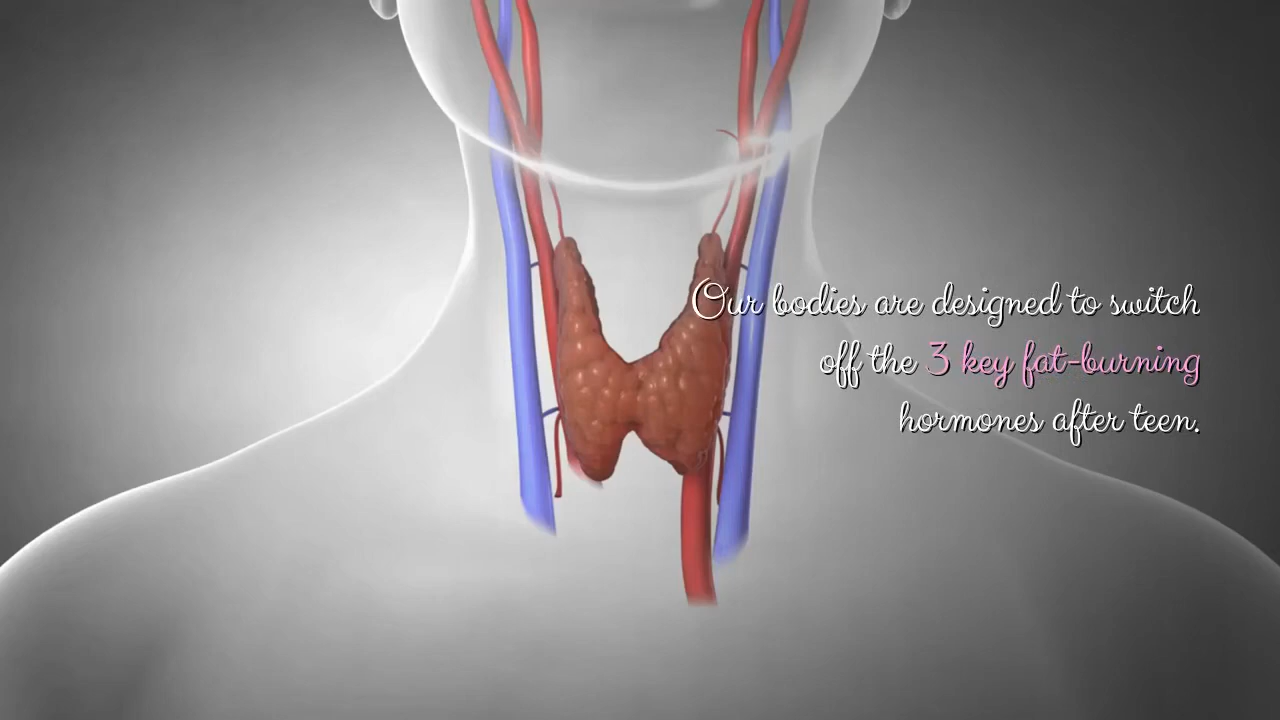 Our bodies are designed to switch
off the 3 key fat-burning
hormones after teen.